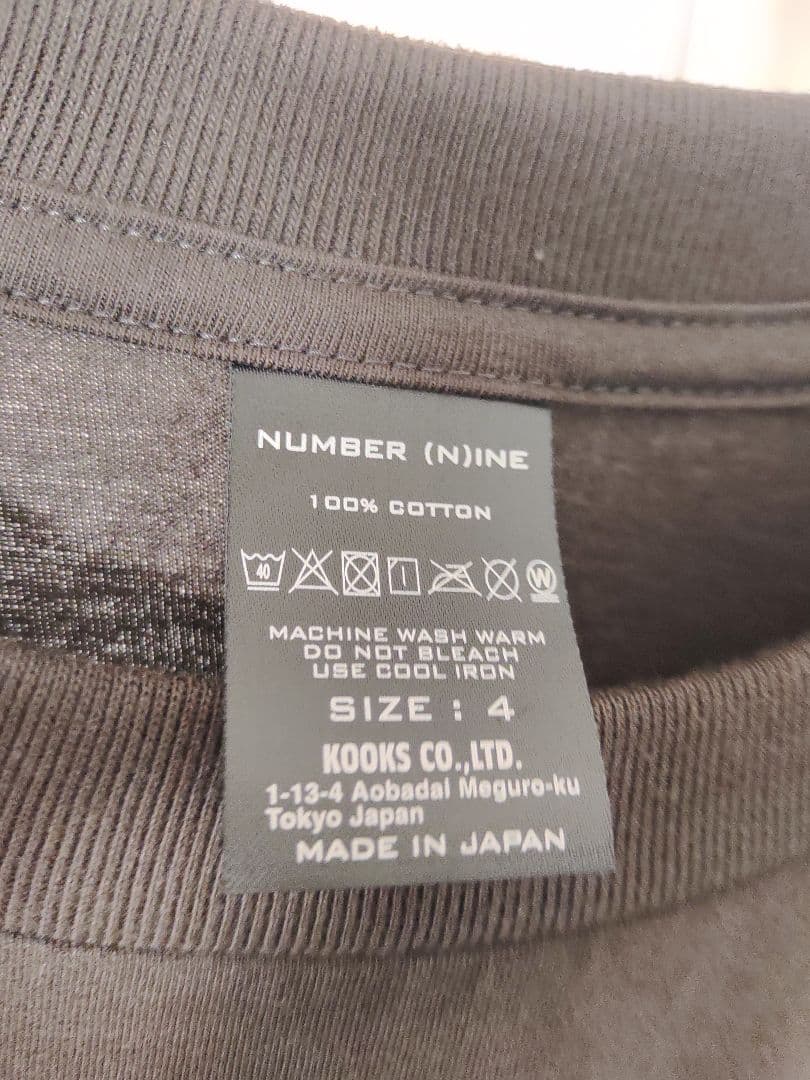 NUMBER (N)INE
100% COTTON
40 W
MACHINE WASH WARM
DO NOT BLEACH
USE COOL IRON
SIZE : 4
KOOKS CO.,LTD.
1-13-4 Aobadai Meguro-ku
Tokyo Japan
MADE IN JAPAN